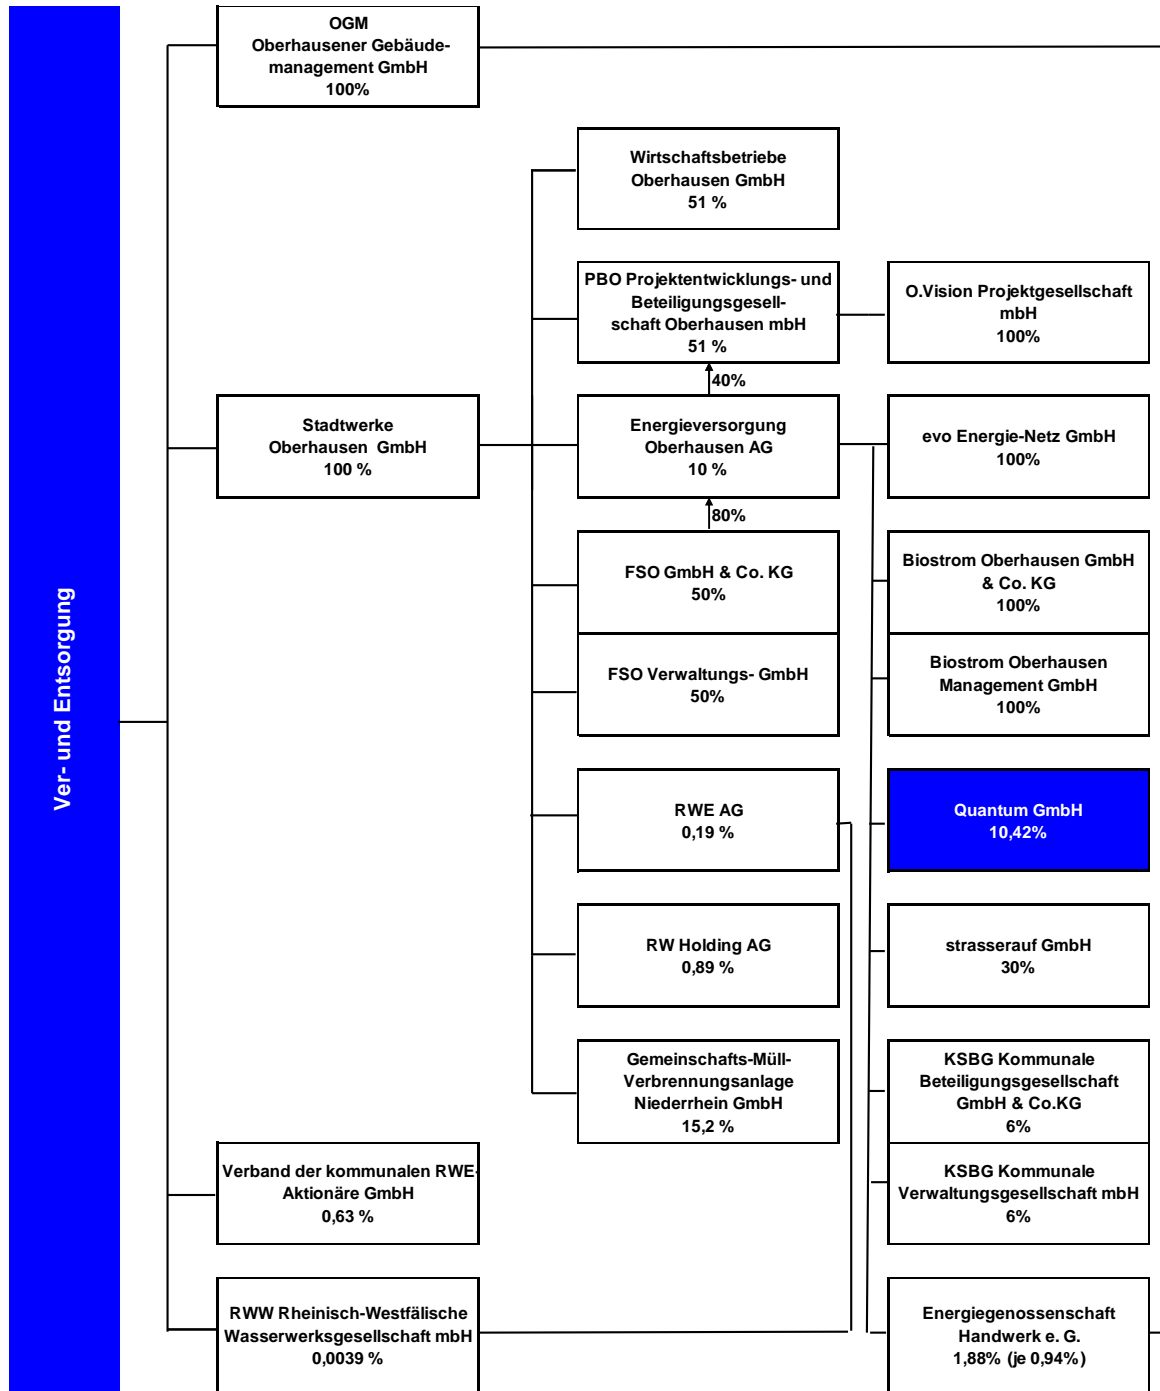 Ver- und Entsorgung
OGM
Oberhausener Gebäude-
management GmbH
100%
Stadtwerke
Oberhausen GmbH
100 %
Verband der kommunalen RWE-
Aktionäre GmbH
0,63 %
RWW Rheinisch-Westfälische
Wasserwerksgesellschaft mbH
0,0039 %
Wirtschaftsbetriebe
Oberhausen GmbH
51 %
PBO Projektentwicklungs- und
Beteiligungsgesell-
schaft Oberhausen mbH
51 %
40%
Energieversorgung
Oberhausen AG
10 %
80%
FSO GmbH & Co. KG
50%
FSO Verwaltungs- GmbH
50%
RWE AG
0,19 %
RW Holding AG
0,89 %
Gemeinschafts-Müll-
Verbrennungsanlage
Niederrhein GmbH
15,2 %
O.Vision Projektgesellschaft
mbH
100%
evo Energie-Netz GmbH
100%
Biostrom Oberhausen GmbH
& Co. KG
100%
Biostrom Oberhausen
Management GmbH
100%
Quantum GmbH
10,42%
strasserauf GmbH
30%
KSBG Kommunale
Beteiligungsgesellschaft
GmbH & Co.KG
6%
KSBG Kommunale
Verwaltungsgesellschaft mbH
6%
Energiegenossenschaft
Handwerk e. G.
1,88% (je 0,94%)